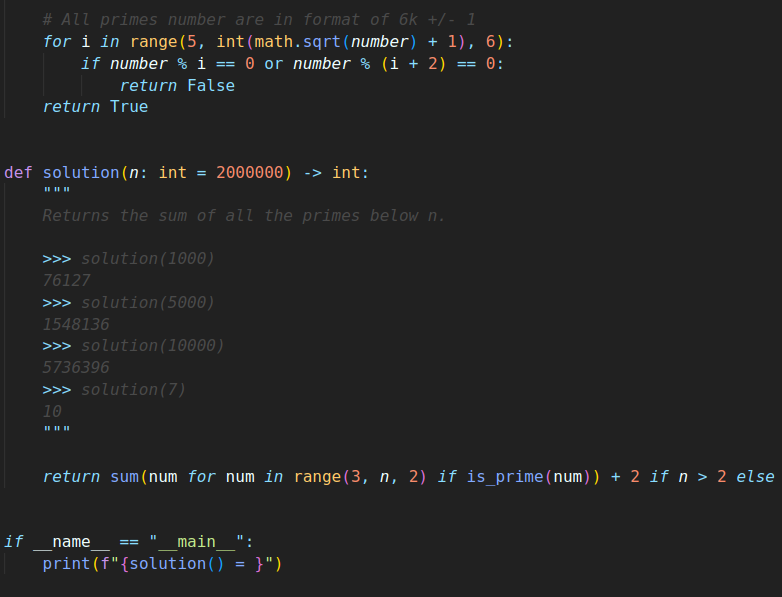 # All primes number are in format of 6k +/- 1
for i in range(5, int(math.sqrt(number) + 1), 6):
if number % i == 0 or number % (i + 2) == 0:
return False
return True
def solution(n: int = 2000000) -> int:
"""
Returns the sum of all the primes below n.
>>> solution(1000)
76127
>>> solution(5000)
1548136
>>> solution(10000)
5736396
>>> solution(7)
10
"""
return sum(num for num in range(3, n, 2) if is_prime(num)) + 2 if n > 2 else
if __name__ == "__main__":
print(f"{solution() = }")